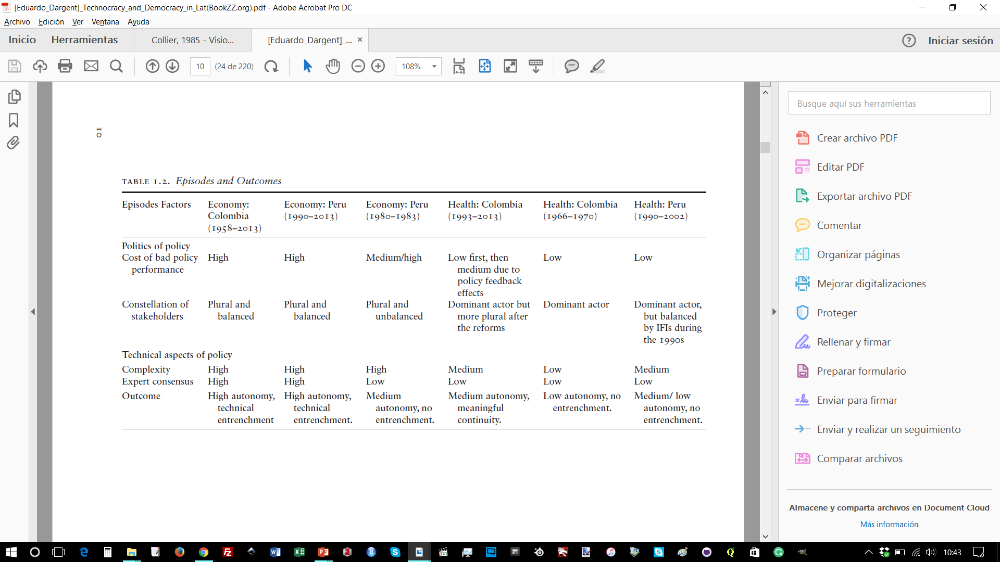 [Eduardo_Dargent]_Technocracy_and_Democracy_in_Lat(BookZZ.org).pdf - Adobe Acrobat Pro DC
Archivo Edición Ver Ventana Ayuda
Inicio Herramientas Collier, 1985 - Visio... [Eduardo_Dargent]_... × Iniciar sesión
10 (24 de 220) 108%
Busque aquí sus herramientas
Crear archivo PDF
Editar PDF
Exportar archivo PDF
Comentar
Organizar páginas
Mejorar digitalizaciones
Proteger
Rellenar y firmar
Preparar formulario
Enviar para firmar
Enviar y realizar un seguimiento
Comparar archivos
Almacene y comparta archivos en Document Cloud
Más información
10
TABLE 1.2. Episodes and Outcomes
Episodes Factors Economy: Economy: Peru Economy: Peru Health: Colombia Health: Colombia Health: Peru
Colombia (1990–2013) (1980–1983) (1993–2013) (1966–1970) (1990–2002)
(1958–2013)
Politics of policy
Cost of bad policy High High Medium/high Low first, then Low Low
performance medium due to
policy feedback
effects
Constellation of Plural and Plural and Plural and Dominant actor but Dominant actor Dominant actor,
stakeholders balanced balanced unbalanced more plural after but balanced
the reforms by IFIs during
the 1990s
Technical aspects of policy
Complexity High High High Medium Low Medium
Expert consensus High High Low Low Low Low
Outcome High autonomy, High autonomy, Medium Medium autonomy, Low autonomy, no Medium/ low
technical technical autonomy, no meaningful entrenchment. autonomy, no
entrenchment entrenchment. entrenchment. continuity. entrenchment.
10:43